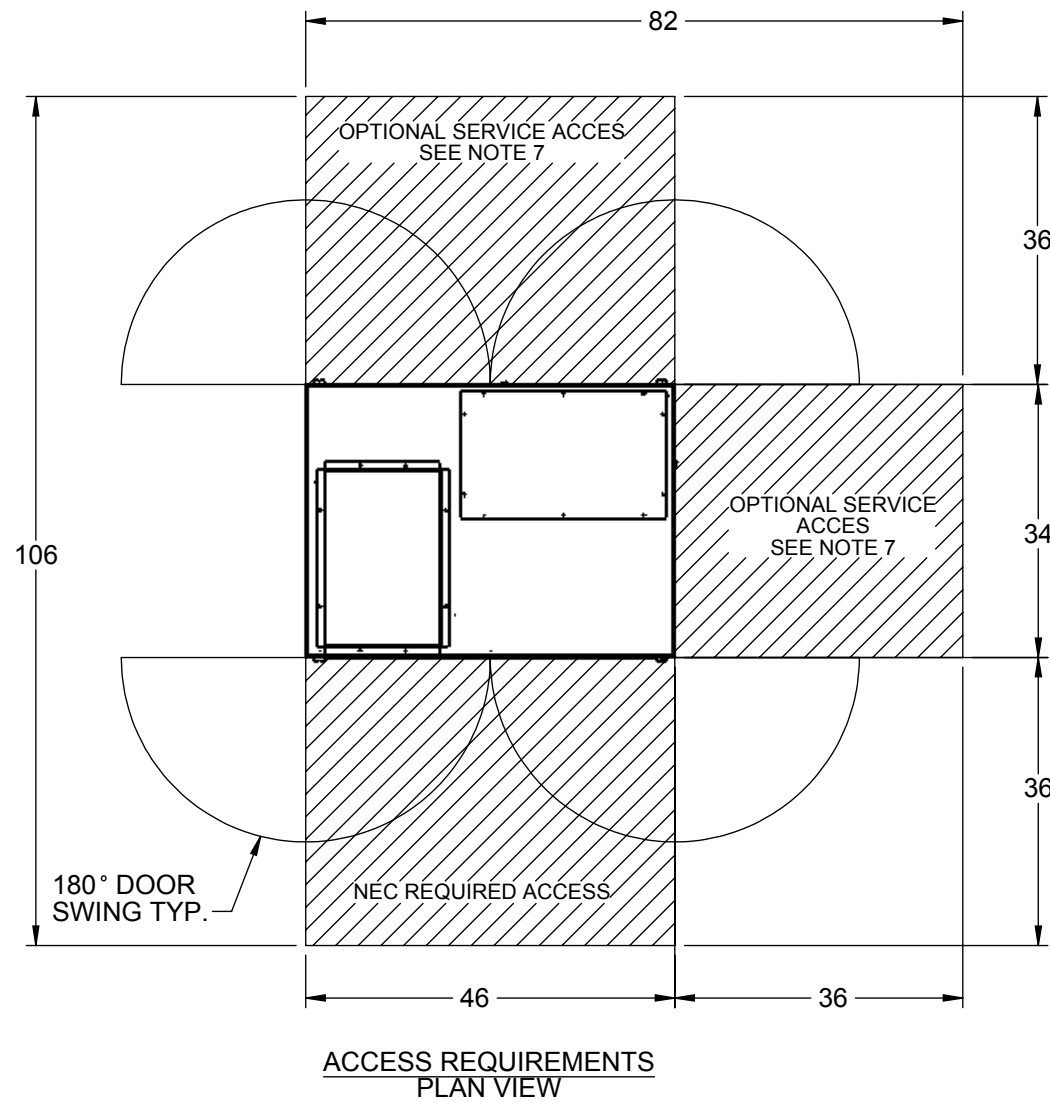 82
OPTIONAL SERVICE ACCES
SEE NOTE 7
36
106
OPTIONAL SERVICE
ACCES
SEE NOTE 7
34
36
180° DOOR
SWING TYP.
NEC REQUIRED ACCESS
46
36
ACCESS REQUIREMENTS
PLAN VIEW